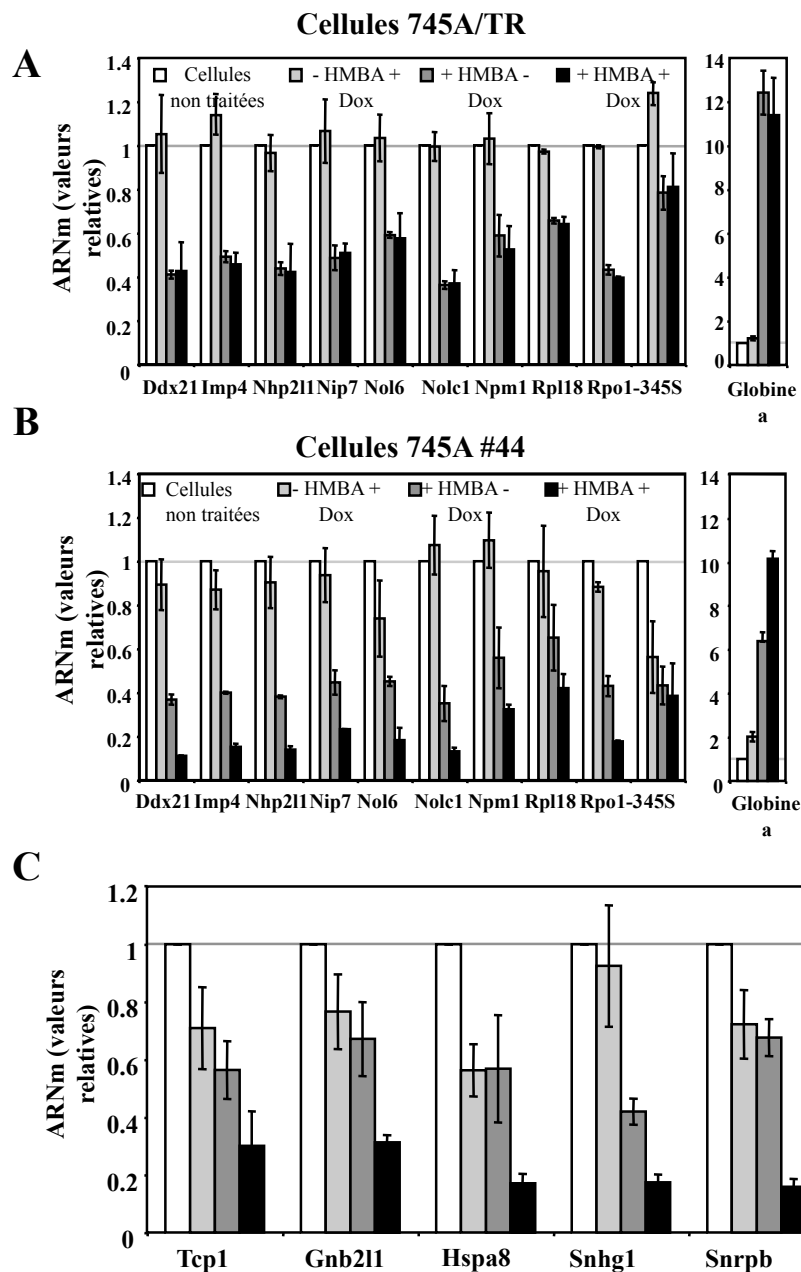 Cellules 745A/TR
A
Cellules non traitées
- HMBA + Dox
+ HMBA - Dox
+ HMBA + Dox
ARNm (valeurs relatives)
1.4
1.2
1
0.8
0.6
0.4
0.2
0
Ddx21 Imp4 Nhp2l1 Nip7 Nol6 Nolc1 Npm1 Rpl18 Rpo1-345S
14
12
10
8
6
4
2
0
Globine a
B
Cellules 745A #44
Cellules non traitées
- HMBA + Dox
+ HMBA - Dox
+ HMBA + Dox
ARNm (valeurs relatives)
1.4
1.2
1
0.8
0.6
0.4
0.2
0
Ddx21 Imp4 Nhp2l1 Nip7 Nol6 Nolc1 Npm1 Rpl18 Rpo1-345S
14
12
10
8
6
4
2
0
Globine a
C
ARNm (valeurs relatives)
1.2
1
0.8
0.6
0.4
0.2
0
Tcp1 Gnb2l1 Hspa8 Snhg1 Snrpb